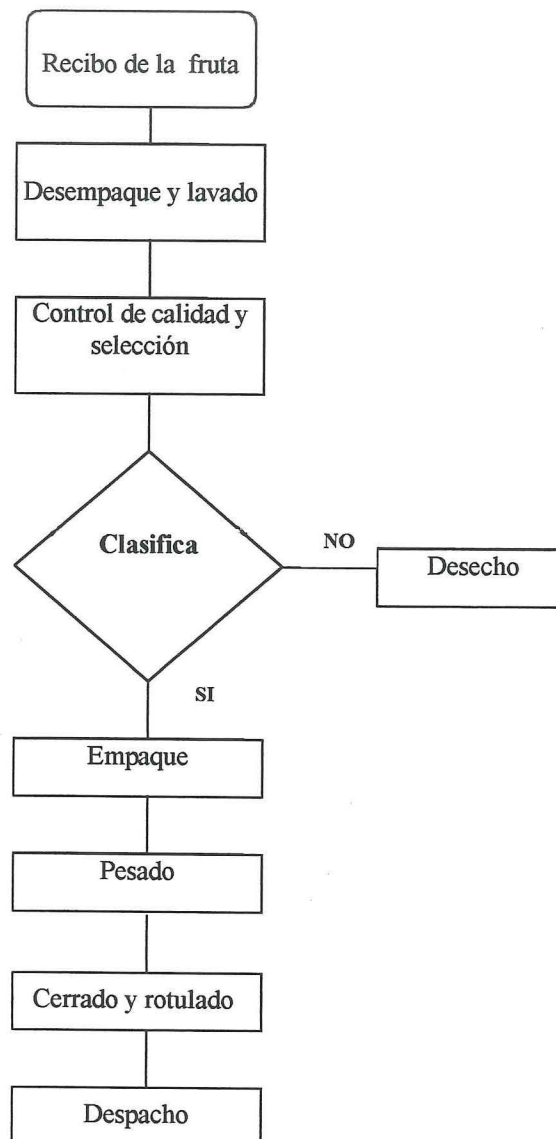 Recibo de la fruta
Desempaque y lavado
Control de calidad y
selección
Clasifica
NO
Desecho
SI
Empaque
Pesado
Cerrado y rotulado
Despacho